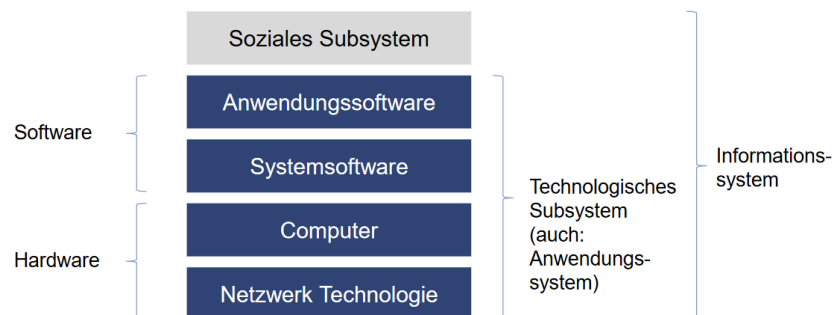 Soziales Subsystem
Anwendungssoftware
Software
Systemsoftware
Informations-
system
Technologisches
Subsystem
(auch:
Anwendungs-
system)
Computer
Hardware
Netzwerk Technologie